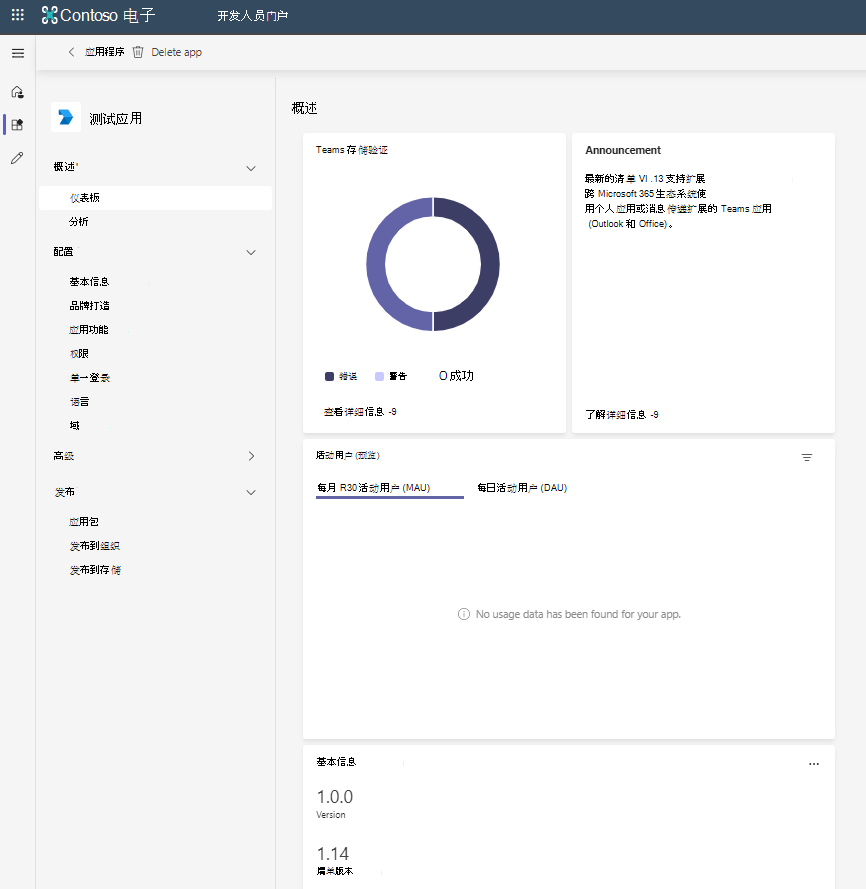 Contoso 电子
开发人员门户
应用程序
Delete app
测试应用
概述
仪表板
分析
配置
基本信息
品牌打造
应用功能
权限
单一登录
语言
域
高级
发布
应用包
发布到组织
发布到存储
概述
Teams 存储验证
错误
警告
O 成功
查看详细信息 -9
Announcement
最新的清单 VI .13 支持扩展
跨 Microsoft 365 生态系统使
用个人应用或消息传递扩展的 Teams 应用
(Outlook 和 Office) 。
了解详细信息 -9
活动用户 (预览)
每月 R30 活动用户 (MAU)
每日活动用户 (DAU)
No usage data has been found for your app.
基本信息
1.0.0
Version
1.14
清单版本